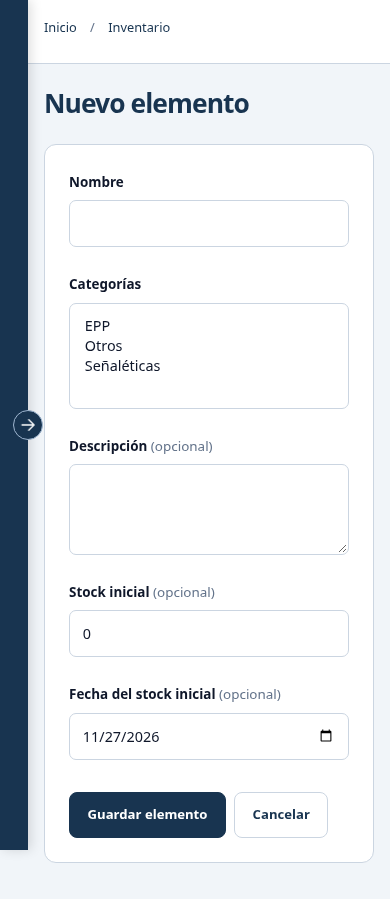 Inicio / Inventario
Nuevo elemento
Nombre
Categorías
EPP
Otros
Señaléticas
Descripción (opcional)
Stock inicial (opcional)
0
Fecha del stock inicial (opcional)
11/27/2026
Guardar elemento Cancelar